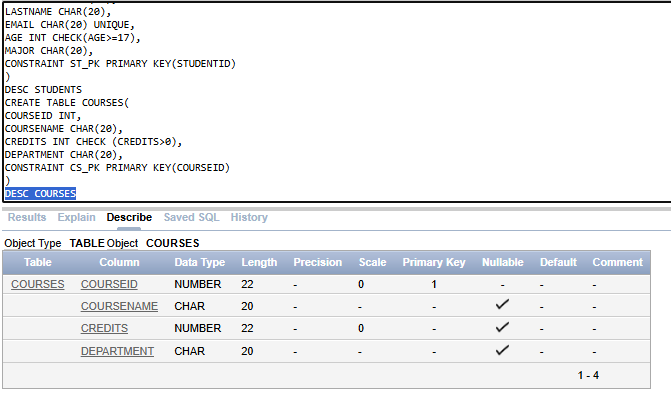 LASTNAME CHAR(20),
EMAIL CHAR(20) UNIQUE,
AGE INT CHECK(AGE>=17),
MAJOR CHAR(20),
CONSTRAINT ST_PK PRIMARY KEY(STUDENTID)
)
DESC STUDENTS
CREATE TABLE COURSES(
COURSEID INT,
COURSENAME CHAR(20),
CREDITS INT CHECK (CREDITS>0),
DEPARTMENT CHAR(20),
CONSTRAINT CS_PK PRIMARY KEY(COURSEID)
)
DESC COURSES
Results Explain Describe Saved SQL History
Object Type TABLE Object COURSES
Table Column Data Type Length Precision Scale Primary Key Nullable Default Comment
COURSES COURSEID NUMBER 22 - 0 1 - - -
COURSENAME CHAR 20 - - - ✓ - -
CREDITS NUMBER 22 - 0 - ✓ - -
DEPARTMENT CHAR 20 - - - ✓ - -
1 - 4